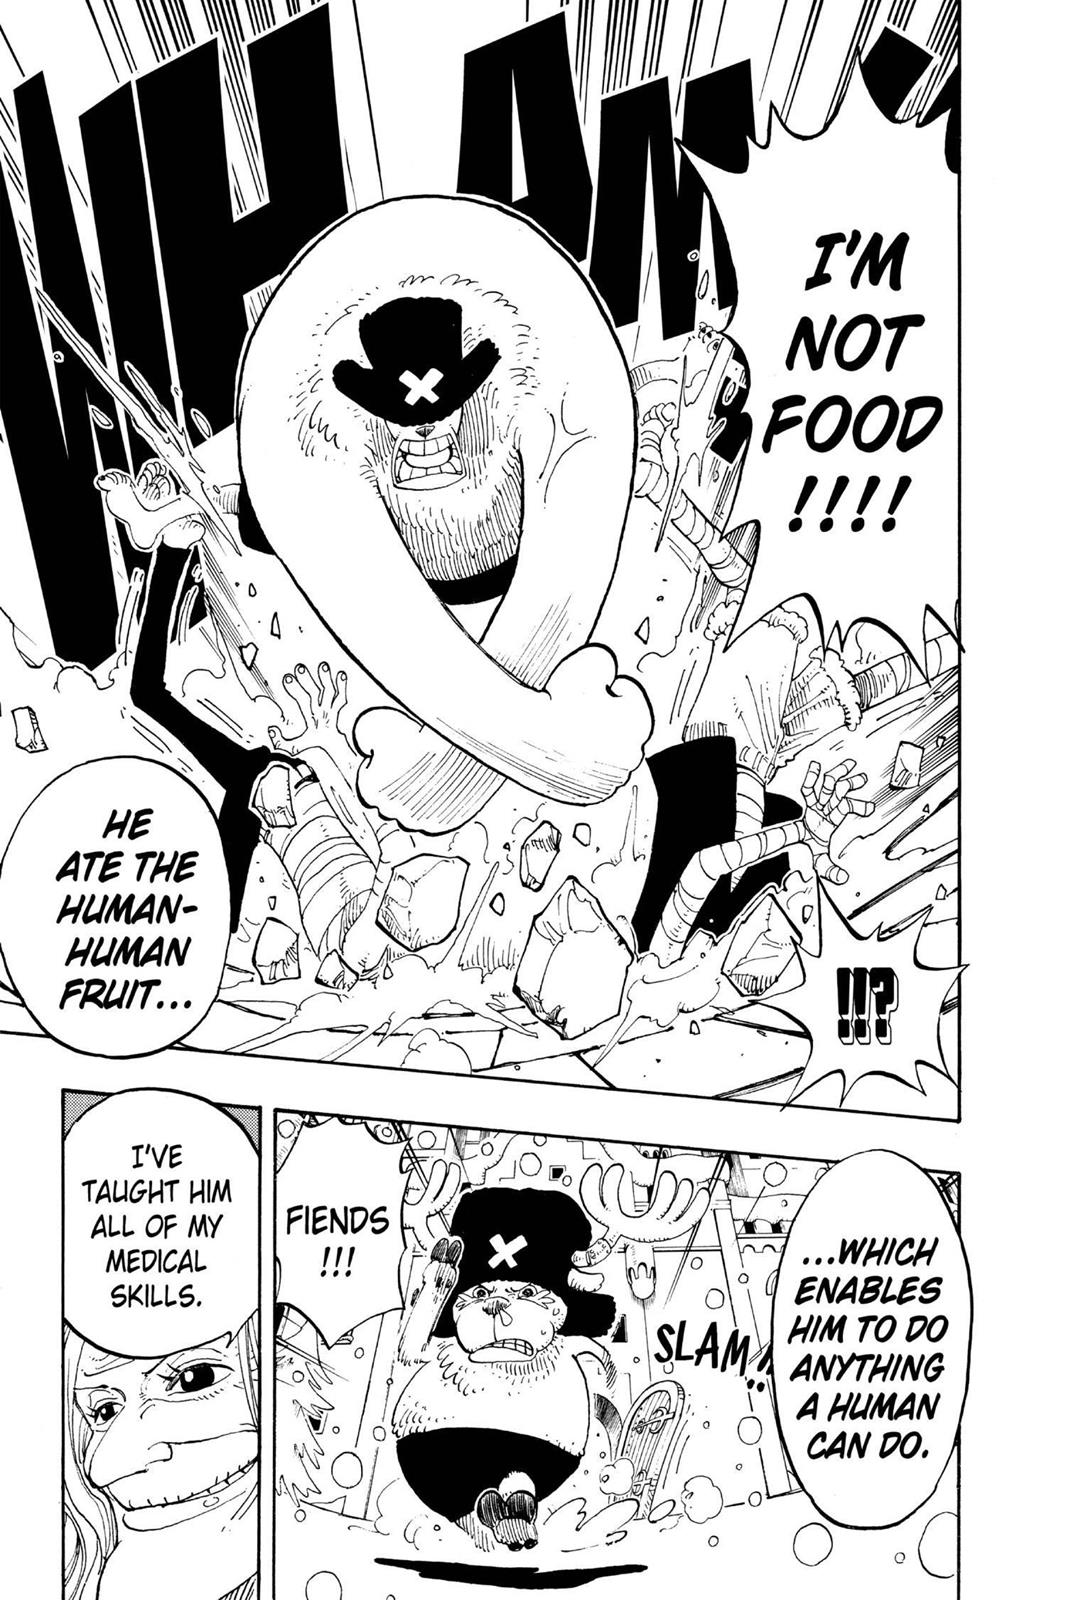 WHAM
I'M
NOT
FOOD
!!!!
HE
ATE THE
HUMAN-
HUMAN
FRUIT...
!!!?
...WHICH
ENABLES
HIM TO DO
ANYTHING
A HUMAN
CAN DO.
SLAM!!
FIENDS
!!!
I'VE
TAUGHT HIM
ALL OF MY
MEDICAL
SKILLS.